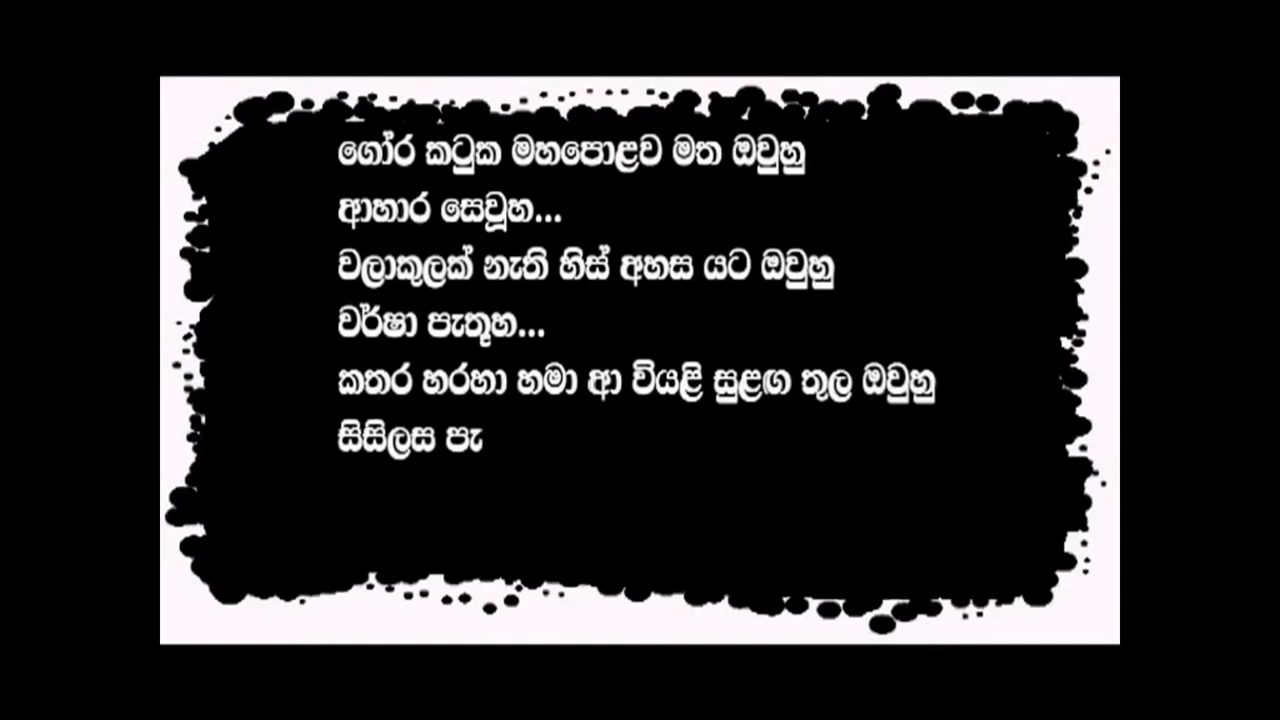 ගෝර කටුක මහපොළව මත ඔවුහු
ආහාර සෙවූහ...
වලාකුලක් නැති හිස් අහස යට ඔවුහු
වර්ෂා පැතූහ...
කතර හරහා හමා ආ වියළි සුළඟ තුල ඔවුහු
සිසිලස පැ